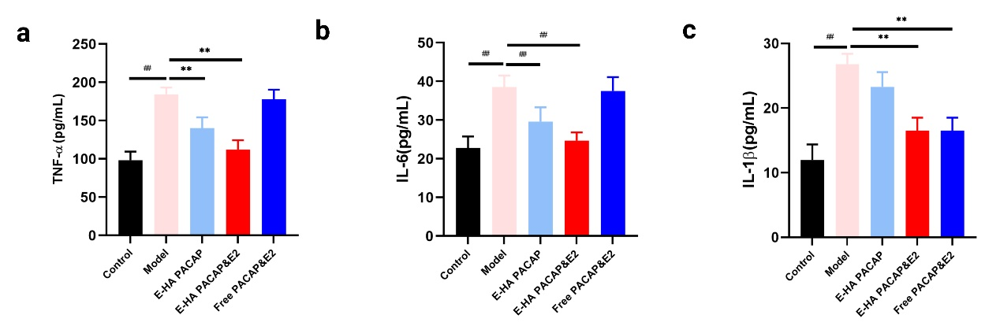 a
TNF-α (pg/mL)
250
200
150
100
50
0
##
**
**
Control
Model
E-HA PACAP
E-HA PACAP&E2
Free PACAP&E2
b
IL-6(pg/mL)
50
40
30
20
10
0
##
##
##
Control
Model
E-HA PACAP
E-HA PACAP&E2
Free PACAP&E2
c
IL-1β(pg/mL)
30
20
10
0
##
**
**
Control
Model
E-HA PACAP
E-HA PACAP&E2
Free PACAP&E2